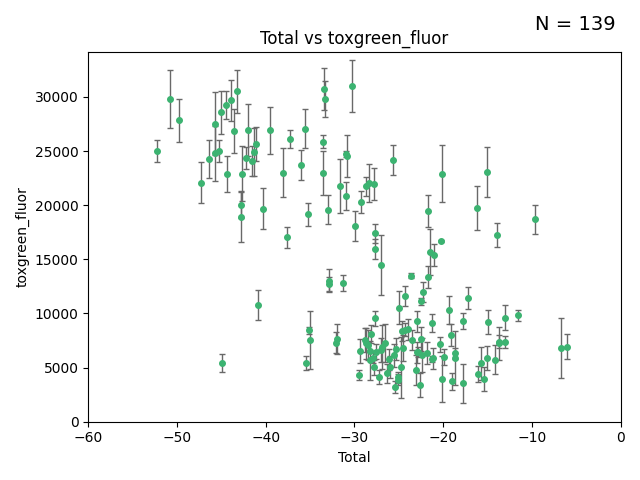 N = 139
Total vs toxgreen_fluor
30000
25000
20000
15000
10000
5000
0
toxgreen_fluor
−60 −50 −40 −30 −20 −10 0
Total